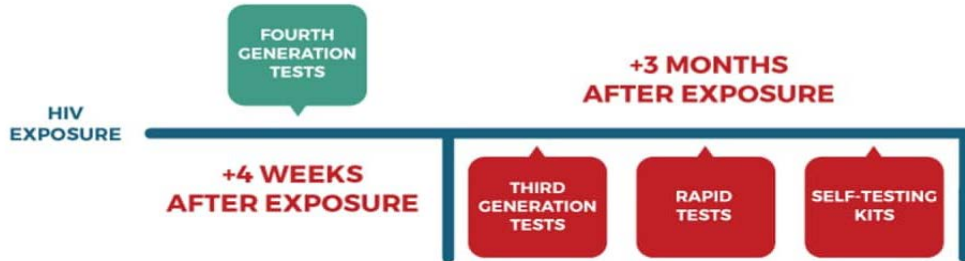 FOURTH
GENERATION
TESTS
+3 MONTHS
AFTER EXPOSURE
HIV
EXPOSURE
+4 WEEKS
AFTER EXPOSURE
THIRD
GENERATION
TESTS
RAPID
TESTS
SELF-TESTING
KITS